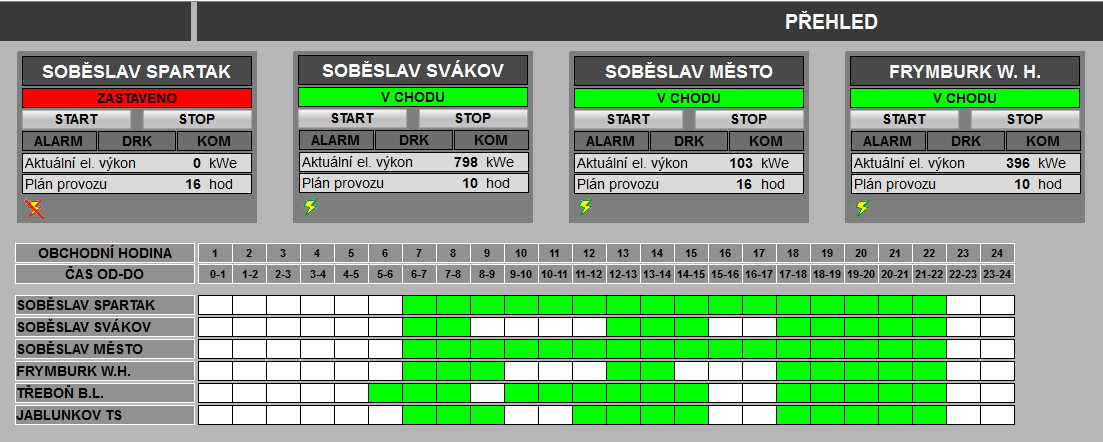 PŘEHLED
SOBĚSLAV SPARTAK SOBĚSLAV SVÁKOV SOBĚSLAV MĚSTO FRYMBURK W. H.
ZASTAVENO V CHODU V CHODU V CHODU
START STOP START STOP START STOP START STOP
ALARM DRK KOM ALARM DRK KOM ALARM DRK KOM ALARM DRK KOM
Aktuální el. výkon 0 kWe Aktuální el. výkon 798 kWe Aktuální el. výkon 103 kWe Aktuální el. výkon 396 kWe
Plán provozu 16 hod Plán provozu 10 hod Plán provozu 16 hod Plán provozu 10 hod
OBCHODNÍ HODINA 1 2 3 4 5 6 7 8 9 10 11 12 13 14 15 16 17 18 19 20 21 22 23 24
ČAS OD-DO 0-1 1-2 2-3 3-4 4-5 5-6 6-7 7-8 8-9 9-10 10-11 11-12 12-13 13-14 14-15 15-16 16-17 17-18 18-19 19-20 20-21 21-22 22-23 23-24
SOBĚSLAV SPARTAK
SOBĚSLAV SVÁKOV
SOBĚSLAV MĚSTO
FRYMBURK W.H.
TŘEBOŇ B.L.
JABLUNKOV TS